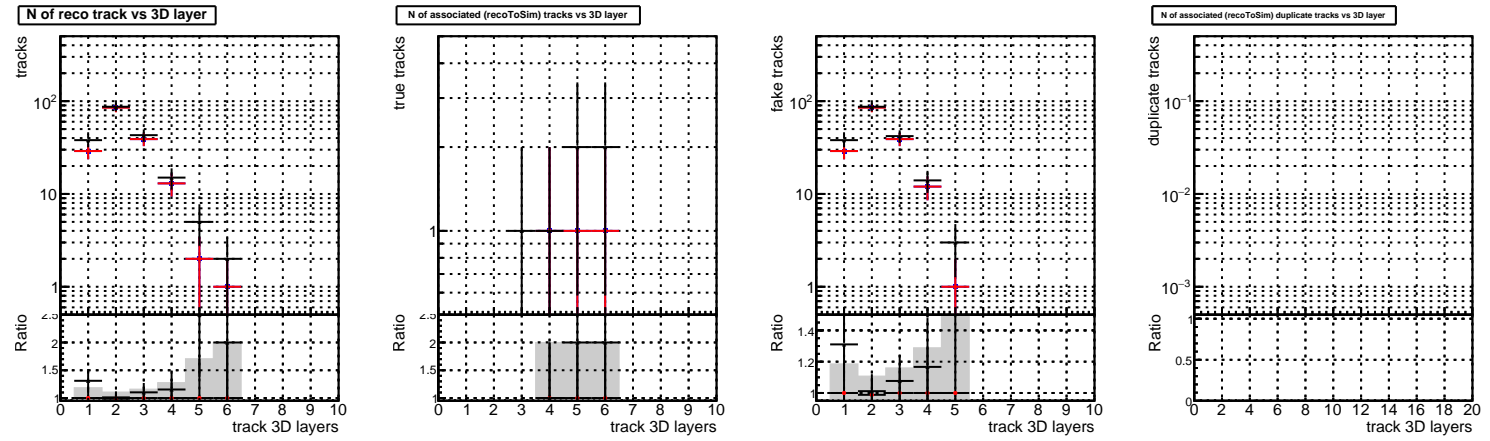 N of reco track vs 3D layer
tracks
10²
10
1
Ratio
2.5
2
1.5
1
0 1 2 3 4 5 6 7 8 9 10
track 3D layers
N of associated (recoToSim) tracks vs 3D layer
true tracks
1
Ratio
2.5
2
1.5
1
0 1 2 3 4 5 6 7 8 9 10
track 3D layers
fake tracks
10²
10
1
Ratio
1.4
1.2
1
0 1 2 3 4 5 6 7 8 9 10
track 3D layers
N of associated (recoToSim) duplicate tracks vs 3D layer
duplicate tracks
10⁻¹
10⁻²
10⁻³
Ratio
1
0.5
0
0 2 4 6 8 10 12 14 16 18 20
track 3D layers